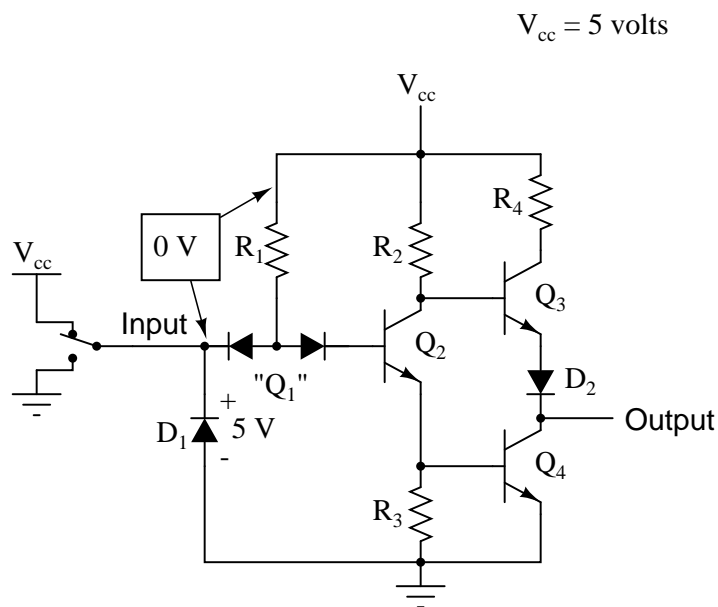 Vcc = 5 volts
Vcc
R4
0 V
R1
R2
Vcc
Q3
Input
Q2
"Q1"
D2
+
D1
5 V
Output
-
Q4
R3